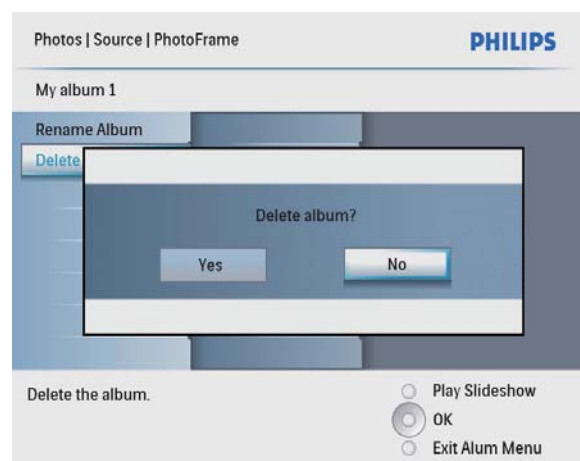 Photos | Source | PhotoFrame
PHILIPS
My album 1
Rename Album
Delete
Delete album?
Yes
No
Delete the album.
Play Slideshow
OK
Exit Alum Menu